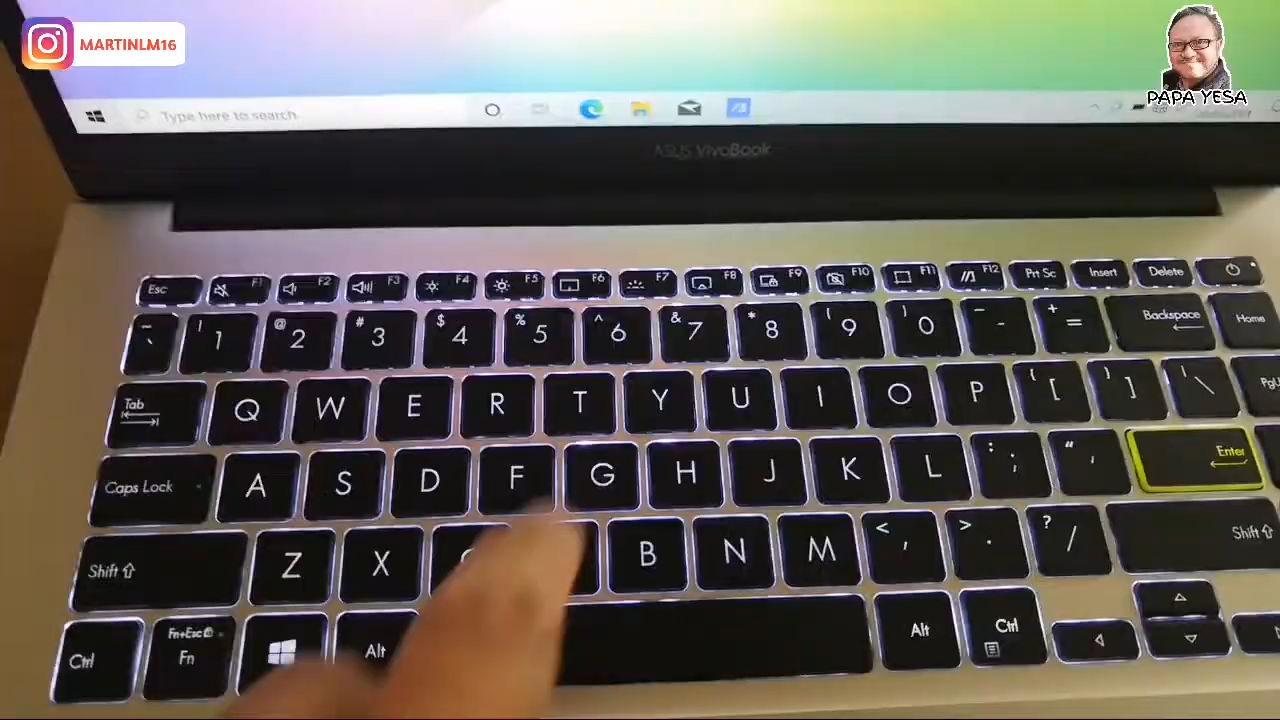 MARTINLM16
PAPA YESA
Type here to search
ASUS VivoBook
Esc F1 F2 F3 F4 F5 F6 F7 F8 F9 F10 F11 F12 Prt Sc Insert Delete
~ ` ! 1 @ 2 # 3 $ 4 % 5 ^ 6 & 7 * 8 ( 9 ) 0 - + = Backspace Home
Tab Q W E R T Y U I O P { [ } ] | \
Caps Lock A S D F G H J K L : ; " ' Enter
Shift Z X B N M < , > . ? / Shift
Fn+Esc
Ctrl Fn Alt Alt Ctrl